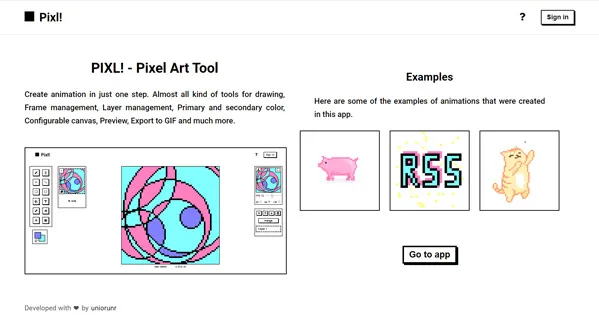 Pixl!
?
Sign in
PIXL! - Pixel Art Tool
Create animation in just one step. Almost all kind of tools for drawing,
Frame management, Layer management, Primary and secondary color,
Configurable canvas, Preview, Export to GIF and much more.
Pixl!
?
Sign in
Examples
Here are some of the examples of animations that were created
in this app.
RSS
Go to app
Developed with ❤ by uniorunr